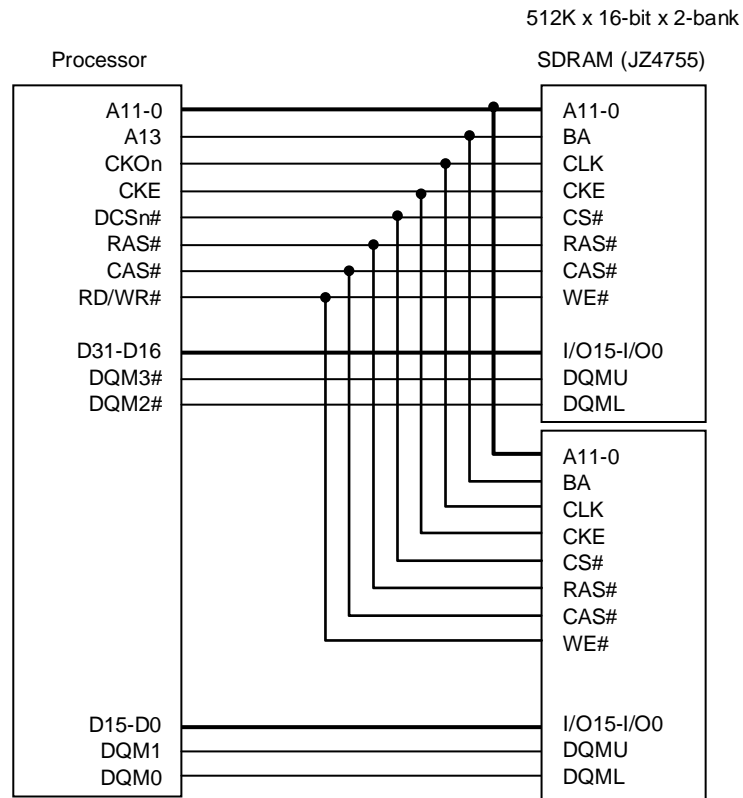 512K x 16-bit x 2-bank
Processor
SDRAM (JZ4755)
A11-0
A13
CKOn
CKE
DCSn#
RAS#
CAS#
RD/WR#
D31-D16
DQM3#
DQM2#
D15-D0
DQM1
DQM0
A11-0
BA
CLK
CKE
CS#
RAS#
CAS#
WE#
I/O15-I/O0
DQMU
DQML
A11-0
BA
CLK
CKE
CS#
RAS#
CAS#
WE#
I/O15-I/O0
DQMU
DQML